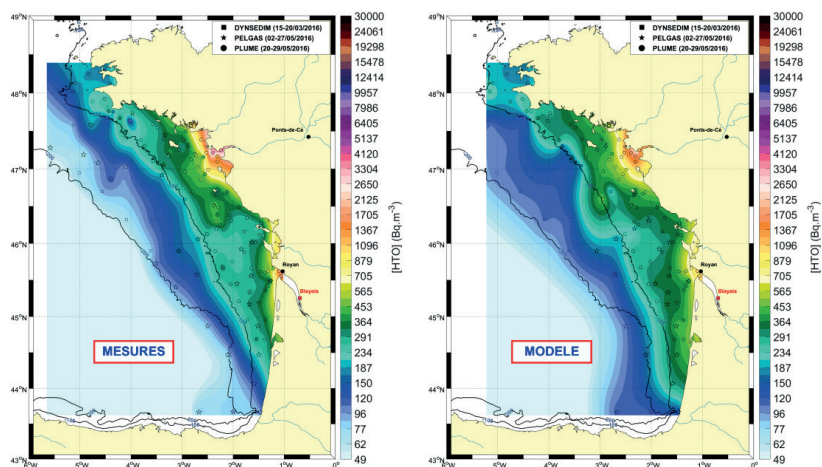 49°N
48°N
47°N
46°N
45°N
44°N
43°N
5°W
4°W
3°W
2°W
1°W
0°
DYNSEDIM (15-20/03/2016)
PELGAS (02-27/05/2016)
PLUME (20-29/05/2016)
Ponts-de-Cé
Royan
Blayais
MESURES
30000
24061
19298
15478
12414
9957
7986
6405
5137
4120
3304
2650
2125
1705
1367
1096
879
705
565
453
364
291
234
187
150
120
96
77
62
49
[HTO] (Bq.m⁻³)
49°N
48°N
47°N
46°N
45°N
44°N
43°N
5°W
4°W
3°W
2°W
1°W
0°
DYNSEDIM (15-20/03/2016)
PELGAS (02-27/05/2016)
PLUME (20-29/05/2016)
Ponts-de-Cé
Royan
Blayais
MODELE
30000
24061
19298
15478
12414
9957
7986
6405
5137
4120
3304
2650
2125
1705
1367
1096
879
705
565
453
364
291
234
187
150
120
96
77
62
49
[HTO] (Bq.m⁻³)